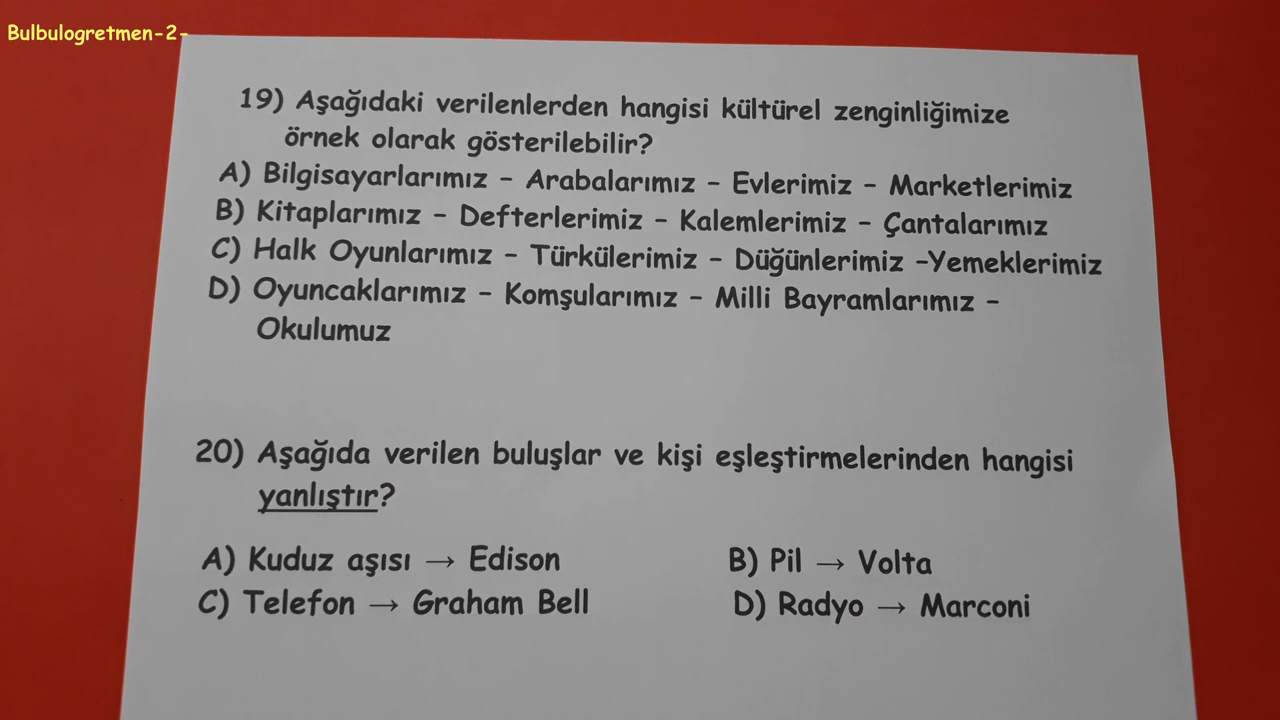 Bulbulogretmen-2-
19) Aşağıdaki verilenlerden hangisi kültürel zenginliğimize
örnek olarak gösterilebilir?
A) Bilgisayarlarımız - Arabalarımız - Evlerimiz - Marketlerimiz
B) Kitaplarımız - Defterlerimiz - Kalemlerimiz - Çantalarımız
C) Halk Oyunlarımız - Türkülerimiz - Düğünlerimiz -Yemeklerimiz
D) Oyuncaklarımız - Komşularımız - Milli Bayramlarımız -
Okulumuz
20) Aşağıda verilen buluşlar ve kişi eşleştirmelerinden hangisi
yanlıştır?
A) Kuduz aşısı → Edison B) Pil → Volta
C) Telefon → Graham Bell D) Radyo → Marconi